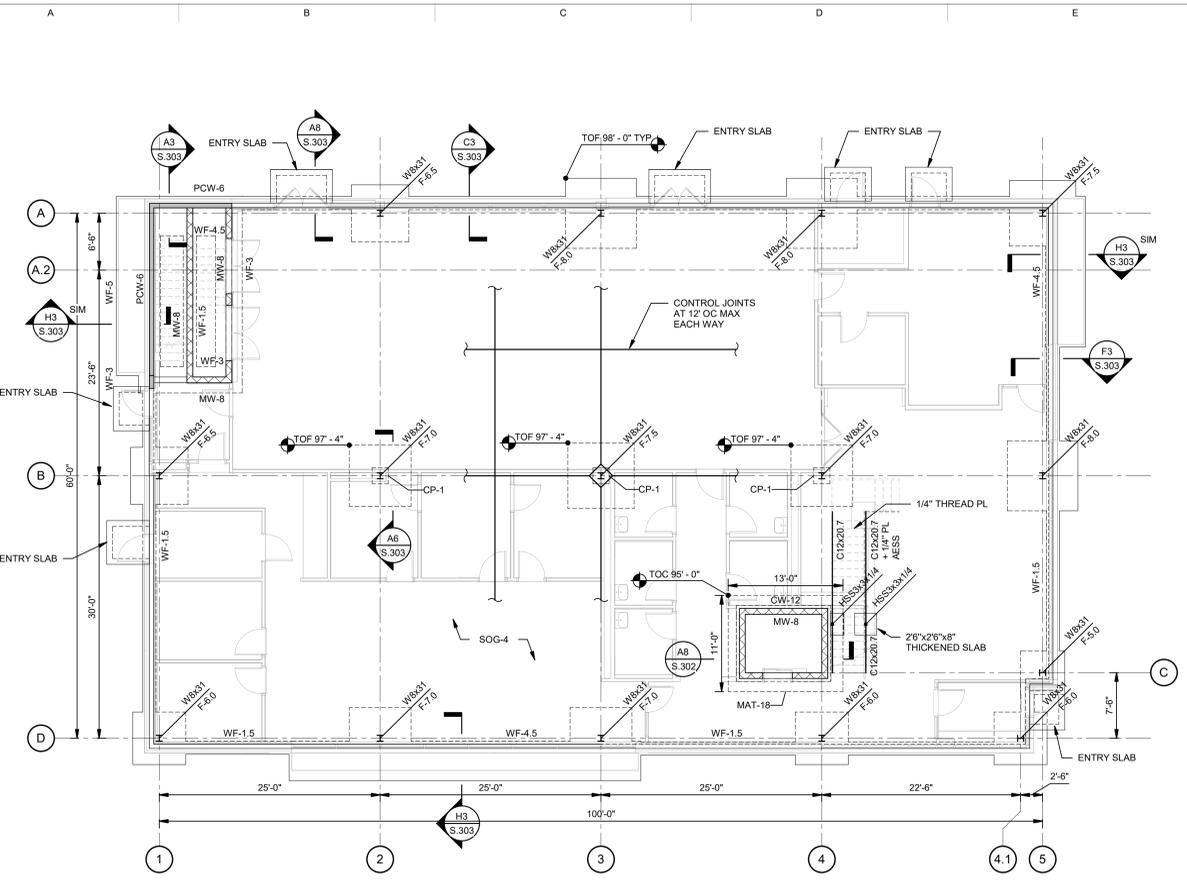 A
B
C
D
E
A3
S.303
A8
S.303
C3
S.303
ENTRY SLAB
TOF 98' - 0" TYP
ENTRY SLAB
ENTRY SLAB
PCW-6
W8x31
F-6.5
W8x31
F-8.0
W8x31
F-8.0
W8x31
F-7.5
A
6'-6"
A.2
WF-4.5
MW-8
WF-3
WF-5
PCW-6
MW-8
WF-1.5
WF-3
WF-3
MW-8
H3
S.303
SIM
H3
S.303
SIM
WF-4.5
CONTROL JOINTS
AT 12' OC MAX
EACH WAY
F3
S.303
23'-6"
ENTRY SLAB
W8x31
F-6.5
TOF 97' - 4"
W8x31
F-7.0
TOF 97' - 4"
W8x31
F-7.5
TOF 97' - 4"
W8x31
F-7.0
W8x31
F-8.0
B
60'-0"
CP-1
CP-1
CP-1
1/4" THREAD PL
A6
S.303
ENTRY SLAB
WF-1.5
C12x20.7
C12x20.7
+ 1/4" PL
AESS
TOC 95' - 0"
13'-0"
HSS3x3x1/4
HSS3x3x1/4
CW-12
MW-8
11'-0"
WF-1.5
30'-0"
SOG-4
A8
S.302
C12x20.7
2'6"x2'6"x8"
THICKENED SLAB
W8x31
F-5.0
C
MAT-18
W8x31
F-6.0
W8x31
F-7.0
W8x31
F-7.0
W8x31
F-6.0
W8x31
F-6.0
7'-6"
D
WF-1.5
WF-4.5
WF-1.5
ENTRY SLAB
25'-0"
25'-0"
25'-0"
22'-6"
2'-6"
100'-0"
H3
S.303
1
2
3
4
4.1
5